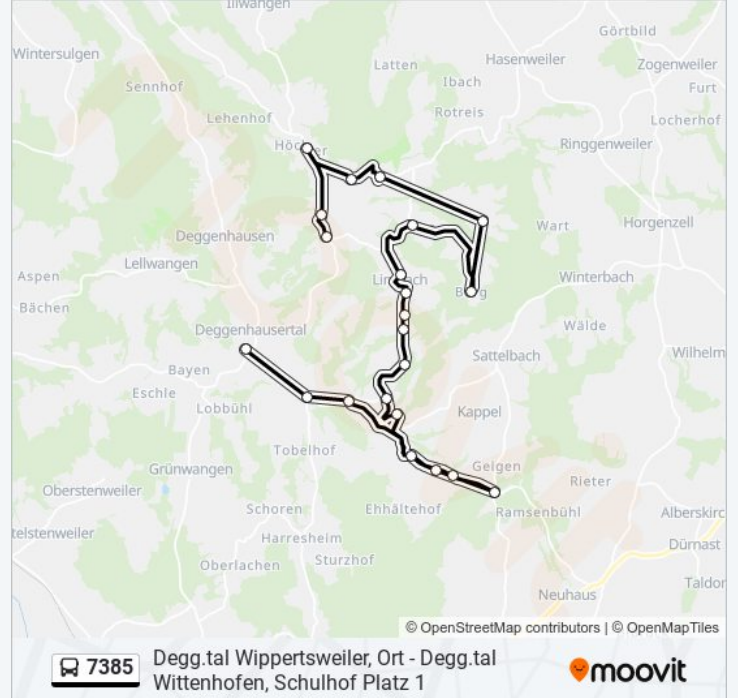 Illwangen
Görtbild
Wintersulgen
Hasenweiler
Latten
Zogenweiler
Ibach
Sennhof
Furt
Rotreis
Lehenhof
Locherhof
Ringgenweiler
Wart
Horgenzell
Deggenhausen
Lellwangen
Aspen
Winterbach
Bächen
Wälde
Deggenhausertal
Wilhelm
Sattelbach
Bayen
Eschle
Lobbühl
Kappel
Tobelhof
Grünwangen
Geigen
Rieter
Oberstenweiler
Schoren
Ehhältehof
Ramsenbühl
Alberskirc
telstenweiler
Harresheim
Dürnast
Sturzhof
Oberlachen
Taldor
Neuhaus
© OpenStreetMap contributors | © OpenMapTiles
7385
Degg.tal Wippertsweiler, Ort - Degg.tal
Wittenhofen, Schulhof Platz 1
moovit